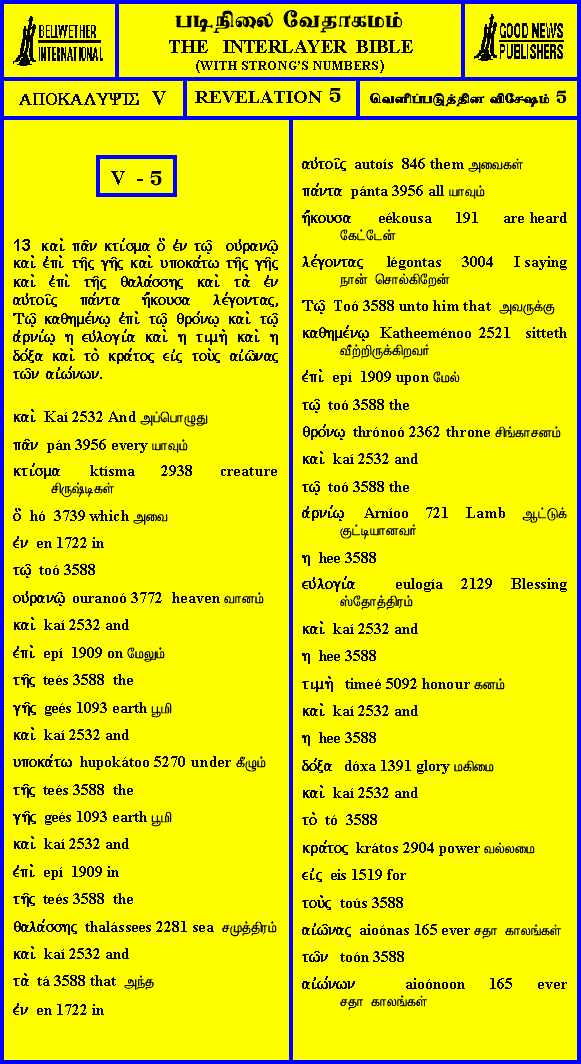 BELLWETHER
INTERNATIONAL
படிநிலை வேதாகமம்
THE INTERLAYER BIBLE
(WITH STRONG'S NUMBERS)
GOOD NEWS
PUBLISHERS
ΑΠΟΚΑΛΥΨΙΣ V
REVELATION 5
வெளிப்படுத்தின விசேஷம் 5
V - 5
13 καὶ πᾶν κτίσμα ὃ ἐν τῷ οὐρανῷ
καὶ ἐπὶ τῆς γῆς καὶ υποκάτω τῆς γῆς
καὶ ἐπὶ τῆς θαλάσσης καὶ τὰ ἐν
αὐτοῖς πάντα ἤκουσα λέγοντας,
Τῷ καθημένῳ ἐπὶ τῷ θρόνῳ καὶ τῷ
ἀρνίῳ η εὐλογία καὶ η τιμὴ καὶ η
δόξα καὶ τὸ κράτος εἰς τοὺς αἰῶνας
τῶν αἰώνων.
καὶ Kaí 2532 And அப்பொழுது
πᾶν pán 3956 every யாவும்
κτίσμα ktísma 2938 creature
சிருஷ்டிகள்
ὃ hó 3739 which அவை
ἐν en 1722 in
τῷ toó 3588
οὐρανῷ ouranoó 3772 heaven வானம்
καὶ kaí 2532 and
ἐπὶ epí 1909 on மேலும்
τῆς teés 3588 the
γῆς geés 1093 earth பூமி
καὶ kaí 2532 and
υποκάτω hupokátoo 5270 under கீழும்
τῆς teés 3588 the
γῆς geés 1093 earth பூமி
καὶ kaí 2532 and
ἐπὶ epí 1909 in
τῆς teés 3588 the
θαλάσσης thalássees 2281 sea சமுத்திரம்
καὶ kaí 2532 and
τὰ tá 3588 that அந்த
ἐν en 1722 in
αὐτοῖς autoís 846 them அவைகள்
πάντα pánta 3956 all யாவும்
ἤκουσα eékousa 191 are heard
கேட்டேன்
λέγοντας légontas 3004 I saying
நான் சொல்கிறேன்
Τῷ Toó 3588 unto him that அவருக்கு
καθημένῳ Katheeménoo 2521 sitteth
வீற்றிருக்கிறவர்
ἐπὶ epí 1909 upon மேல்
τῷ toó 3588 the
θρόνῳ thrónoó 2362 throne சிங்காசனம்
καὶ kaí 2532 and
τῷ toó 3588 the
ἀρνίῳ Arníoo 721 Lamb ஆட்டுக்
குட்டியானவர்
η hee 3588
εὐλογία eulogía 2129 Blessing
ஸ்தோத்திரம்
καὶ kaí 2532 and
η hee 3588
τιμὴ timeé 5092 honour கனம்
καὶ kaí 2532 and
η hee 3588
δόξα dóxa 1391 glory மகிமை
καὶ kaí 2532 and
τὸ tó 3588
κράτος krátos 2904 power வல்லமை
εἰς eis 1519 for
τοὺς toús 3588
αἰῶνας aioónas 165 ever சதா காலங்கள்
τῶν toón 3588
αἰώνων aioónoon 165 ever
சதா காலங்கள்